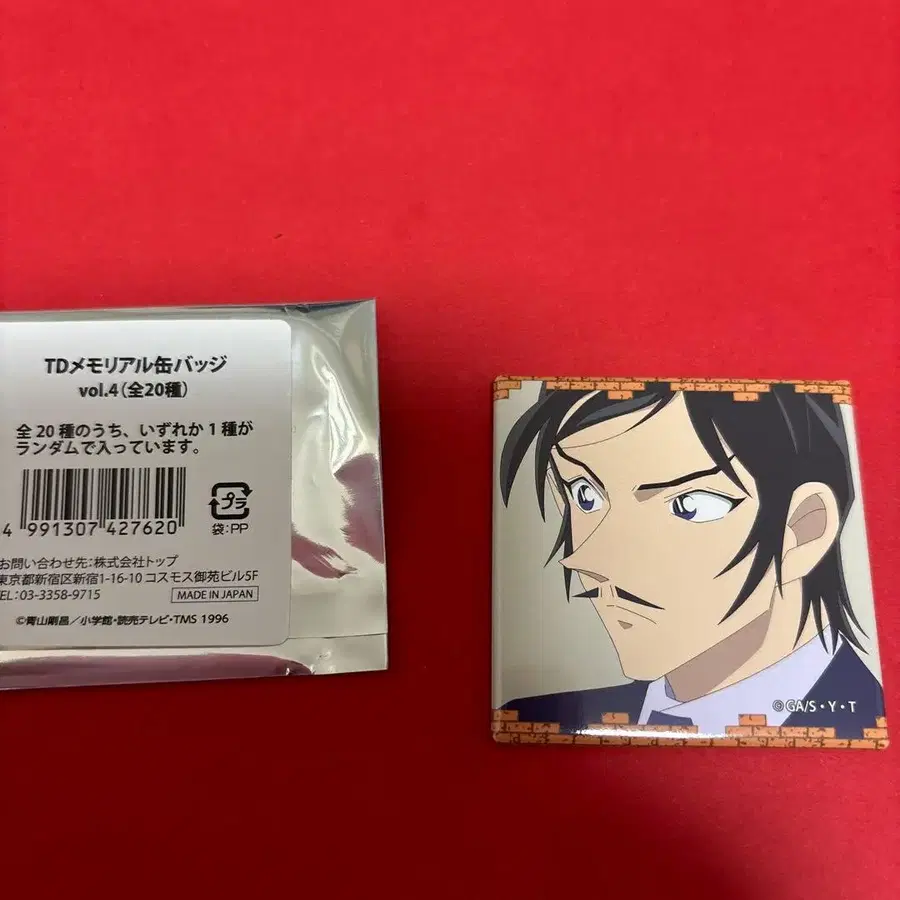 TDメモリアル缶バッジ
vol.4(全20種)
全20種のうち、いずれか1種が
ランダムで入っています。
4 991307 427620
プラ
袋:PP
お問い合わせ先:株式会社トップ
東京都新宿区新宿1-16-10 コスモス御苑ビル5F
TEL:03-3358-9715
MADE IN JAPAN
©青山剛昌/小学館・読売テレビ・TMS 1996
©GA/S・Y・T